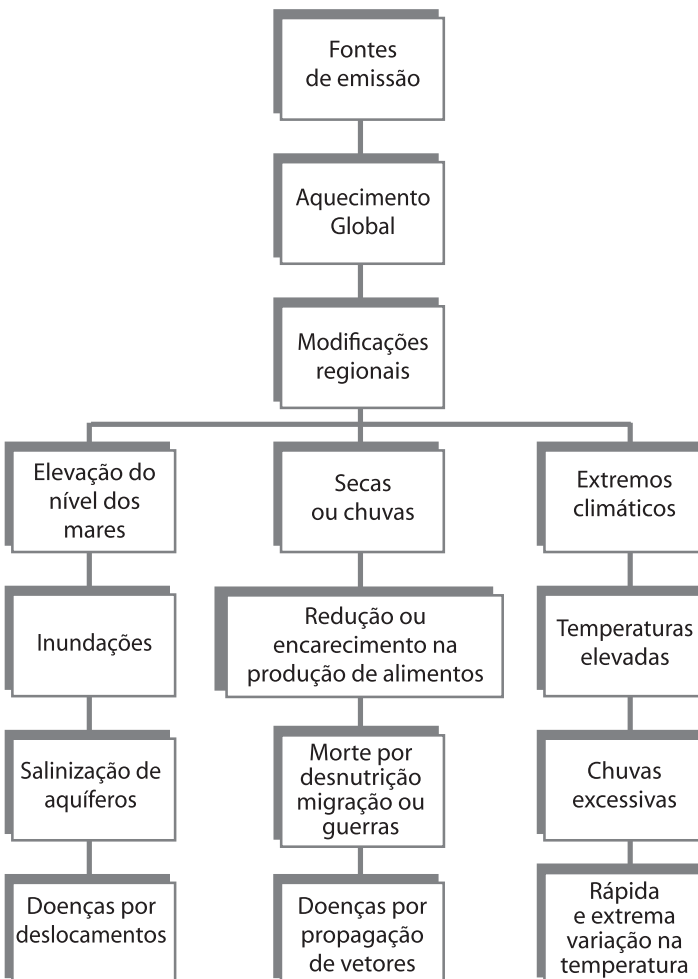 Fontes
de emissão
Aquecimento
Global
Modificações
regionais
Elevação do
nível dos
mares
Inundações
Salinização de
aquíferos
Doenças por
deslocamentos
Secas
ou chuvas
Redução ou
encarecimento na
produção de alimentos
Morte por
desnutrição
migração ou
guerras
Doenças por
propagação
de vetores
Extremos
climáticos
Temperaturas
elevadas
Chuvas
excessivas
Rápida
e extrema
variação na
temperatura